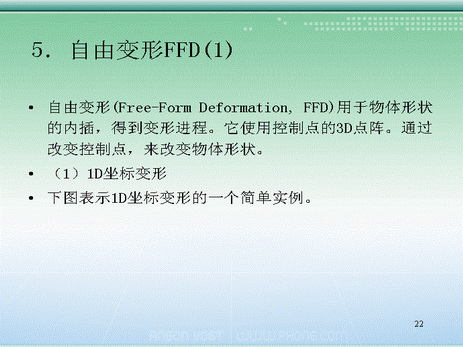 5. 自由变形FFD(1)
• 自由变形(Free-Form Deformation, FFD)用于物体形状
的内插，得到变形进程。它使用控制点的3D点阵。通过
改变控制点，来改变物体形状。
• （1）1D坐标变形
• 下图表示1D坐标变形的一个简单实例。
22